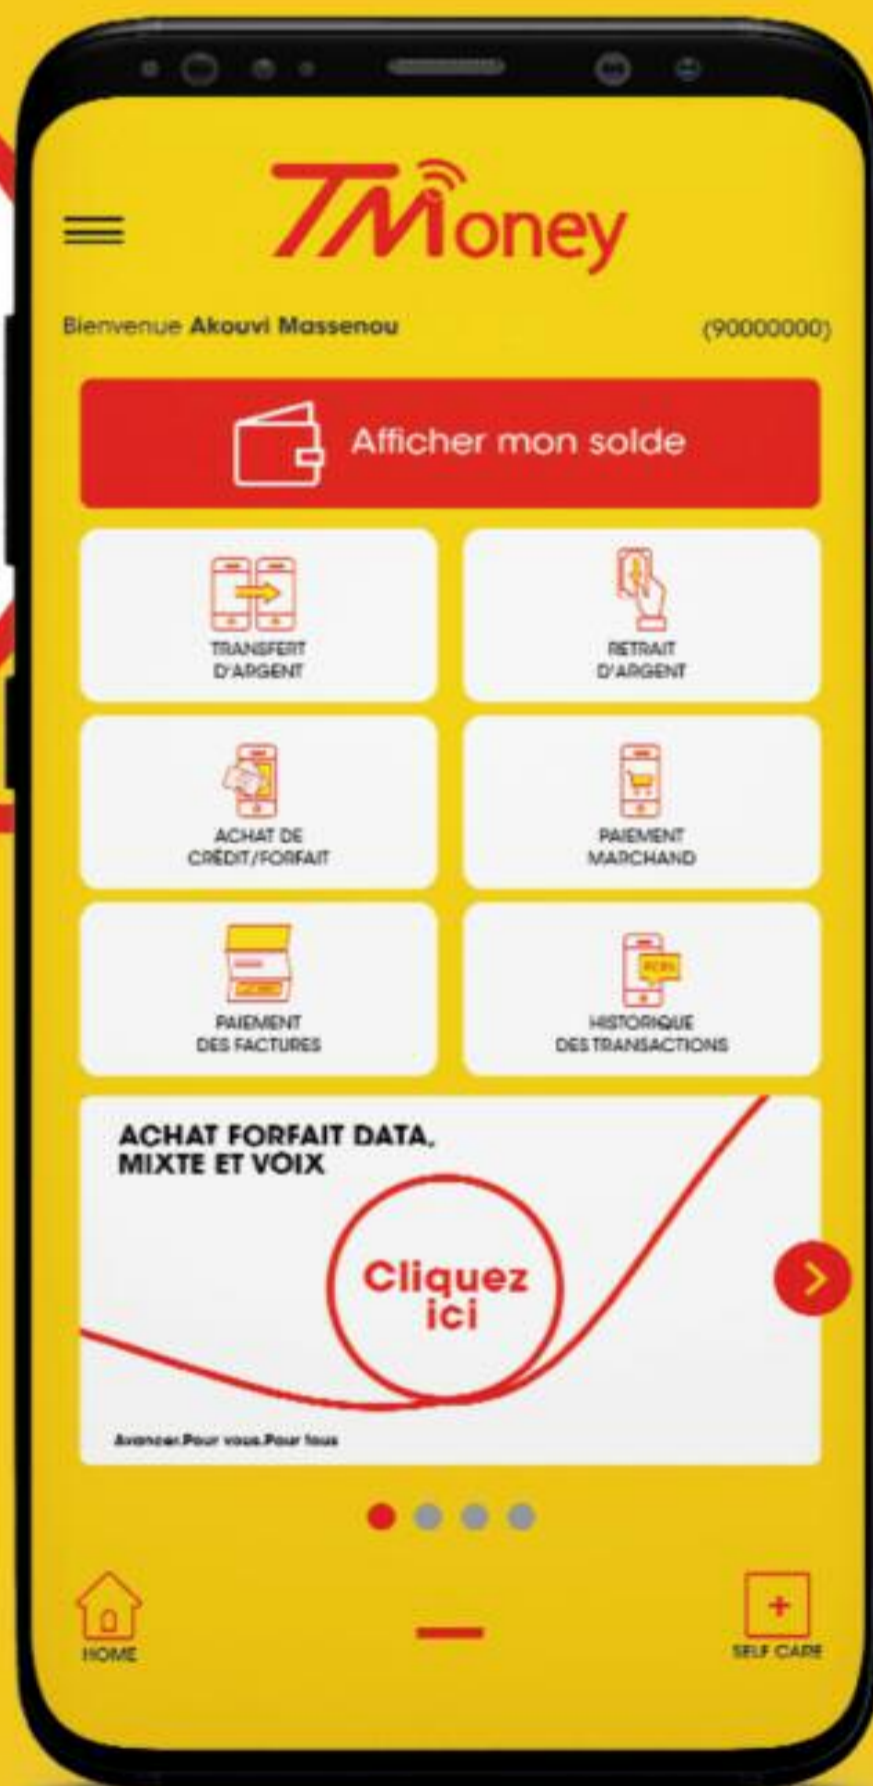 TMoney
Bienvenue Akouvi Massenou
(90000000)
Afficher mon solde
TRANSFERT
D'ARGENT
RETRAIT
D'ARGENT
ACHAT DE
CRÉDIT/FORFAIT
PAIEMENT
MARCHAND
PAIEMENT
DES FACTURES
HISTORIQUE
DES TRANSACTIONS
ACHAT FORFAIT DATA,
MIXTE ET VOIX
Cliquez
ici
Avancer.Pour vous.Pour tous
HOME
SELF CARE